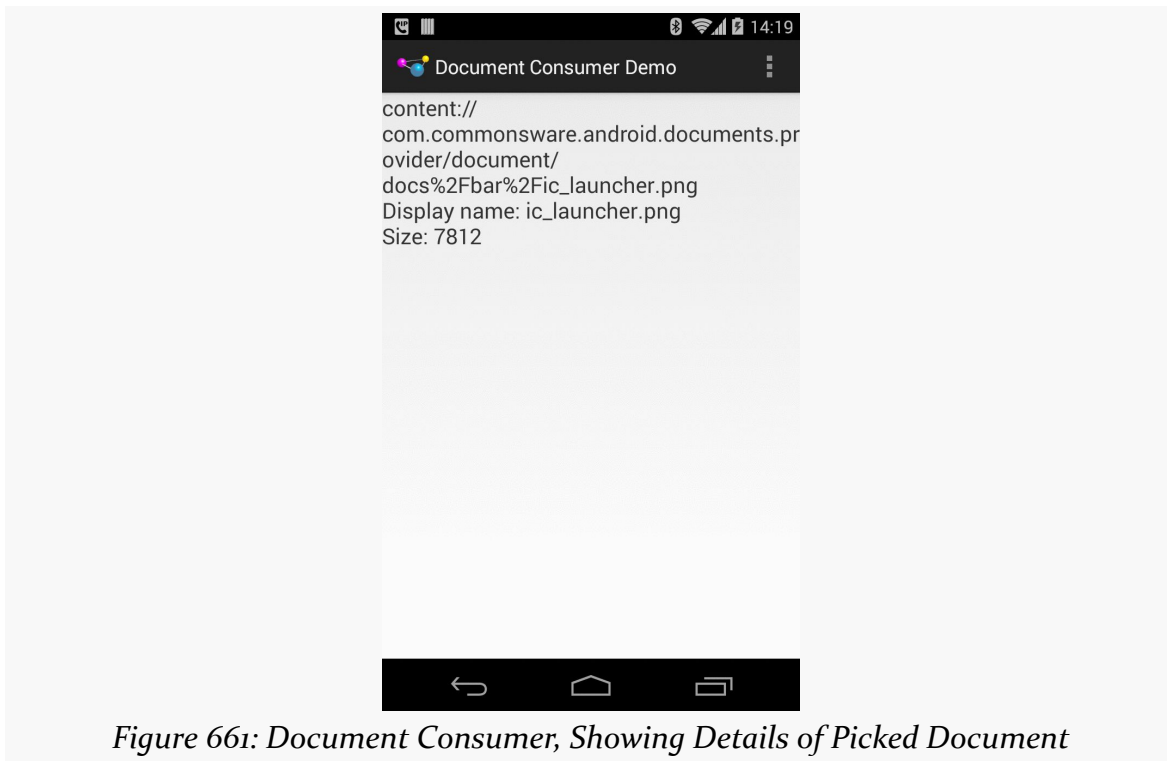 14:19
Document Consumer Demo
content://
com.commonsware.android.documents.pr
ovider/document/
docs%2Fbar%2Fic_launcher.png
Display name: ic_launcher.png
Size: 7812
Figure 661: Document Consumer, Showing Details of Picked Document